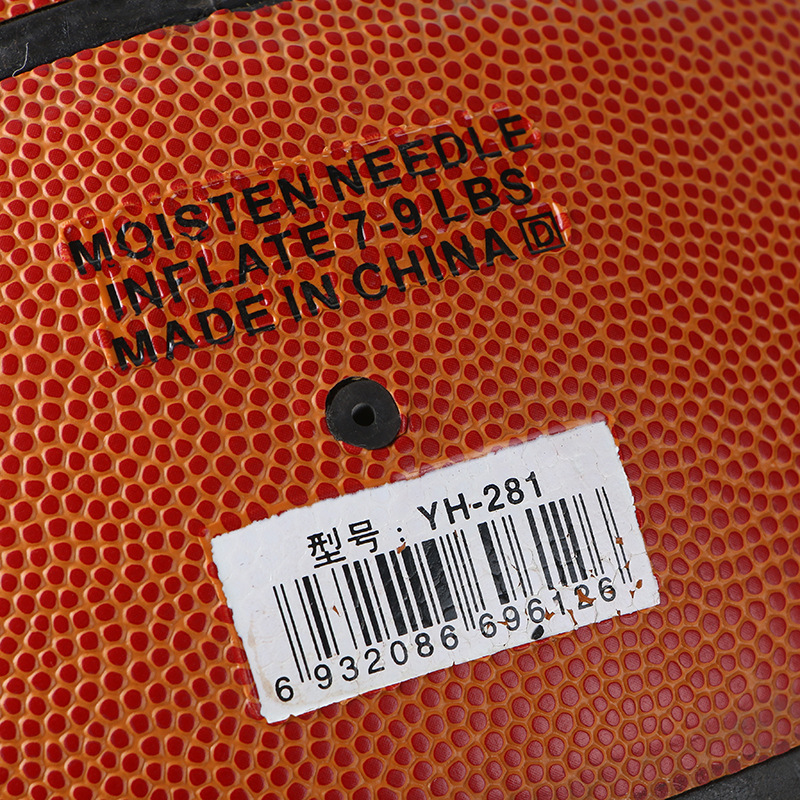 MOISTEN NEEDLE
INFLATE 7-9 LBS
MADE IN CHINA D
型号：YH-281
6 932086 696126